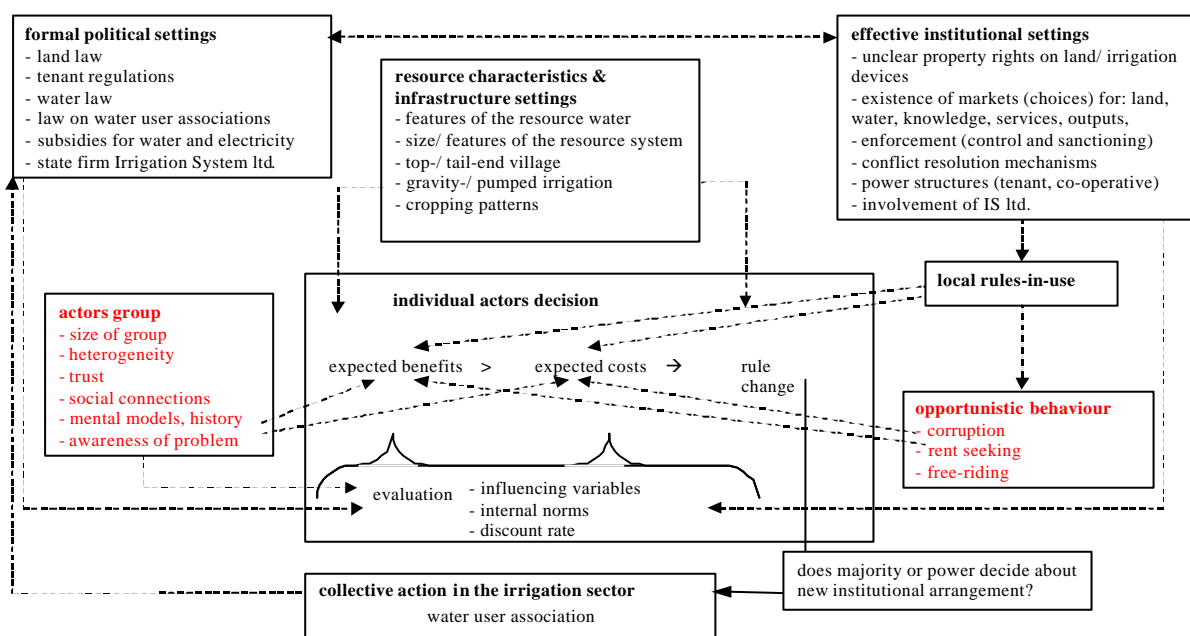 formal political settings
- land law
- tenant regulations
- water law
- law on water user associations
- subsidies for water and electricity
- state firm Irrigation System ltd.
resource characteristics &
infrastructure settings
- features of the resource water
- size/ features of the resource system
- top-/ tail-end village
- gravity-/ pumped irrigation
- cropping patterns
effective institutional settings
- unclear property rights on land/ irrigation
devices
- existence of markets (choices) for: land,
water, knowledge, services, outputs,
- enforcement (control and sanctioning)
- conflict resolution mechanisms
- power structures (tenant, co-operative)
- involvement of IS ltd.
local rules-in-use
actors group
- size of group
- heterogeneity
- trust
- social connections
- mental models, history
- awareness of problem
individual actors decision
expected benefits > expected costs → rule
change
evaluation - influencing variables
- internal norms
- discount rate
opportunistic behaviour
- corruption
- rent seeking
- free-riding
does majority or power decide about
new institutional arrangement?
collective action in the irrigation sector
water user association